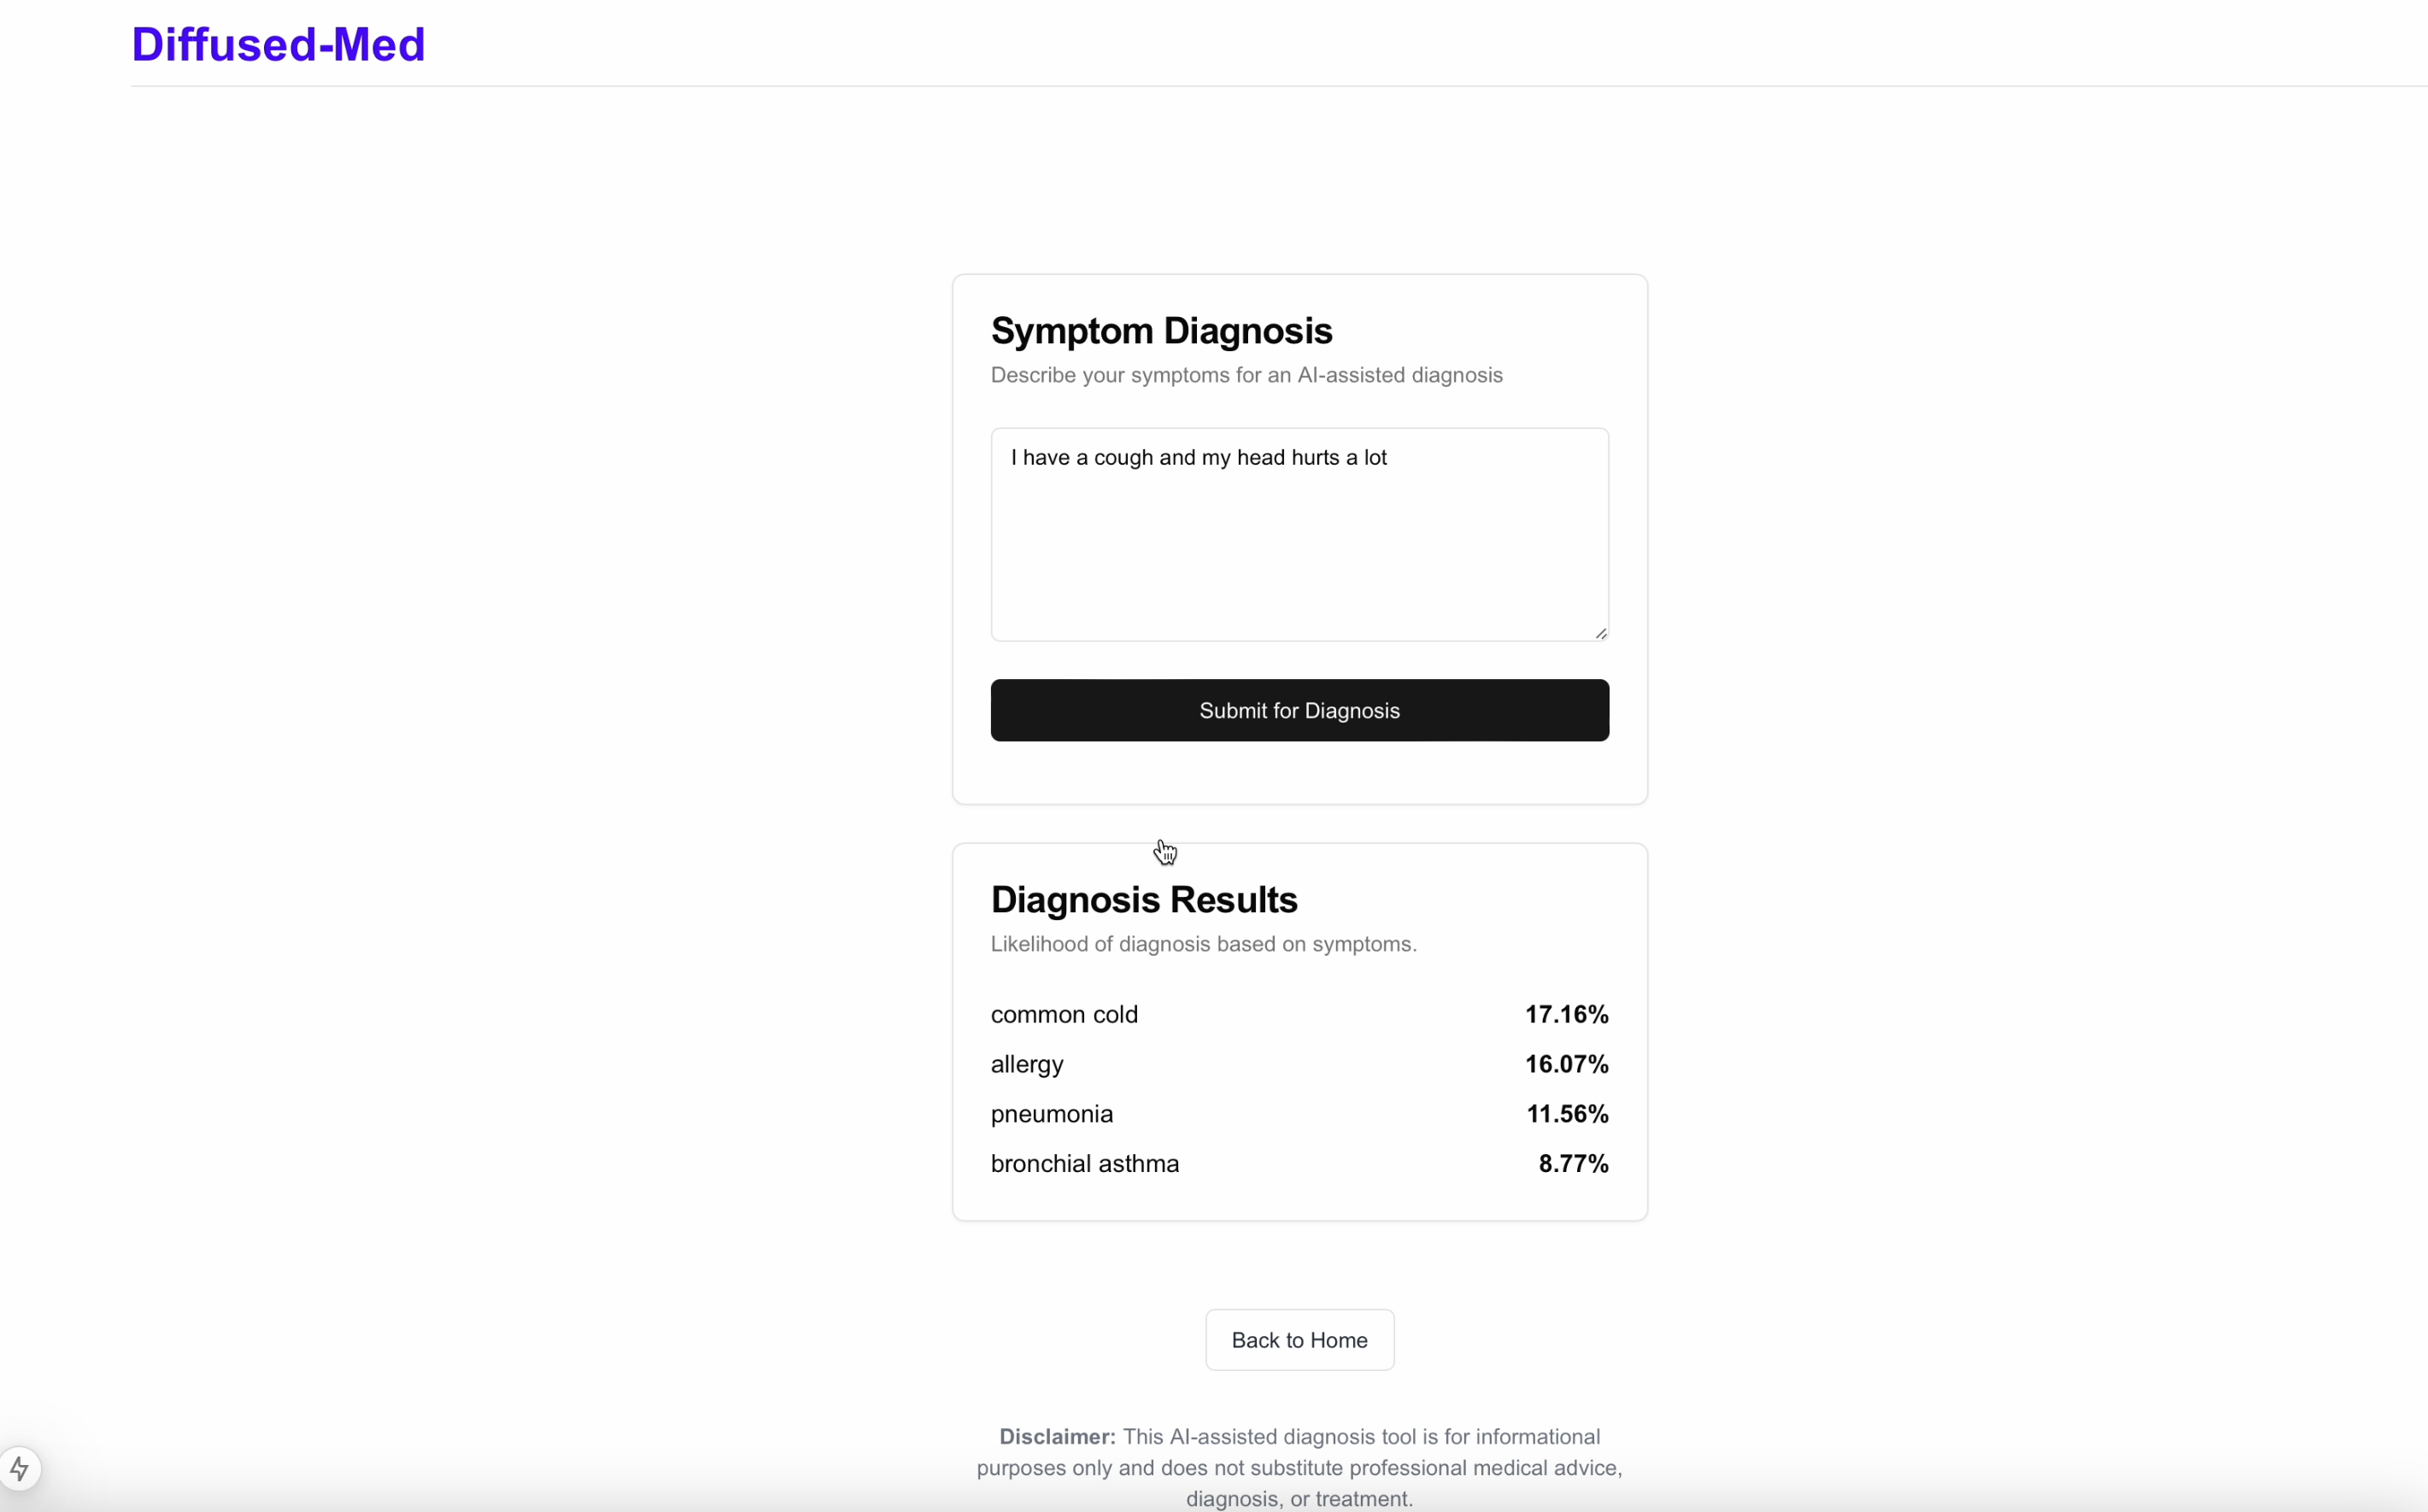 Diffused-Med
Symptom Diagnosis
Describe your symptoms for an AI-assisted diagnosis
I have a cough and my head hurts a lot
Submit for Diagnosis
Diagnosis Results
Likelihood of diagnosis based on symptoms.
common cold 17.16%
allergy 16.07%
pneumonia 11.56%
bronchial asthma 8.77%
Back to Home
Disclaimer: This AI-assisted diagnosis tool is for informational
purposes only and does not substitute professional medical advice,
diagnosis, or treatment.